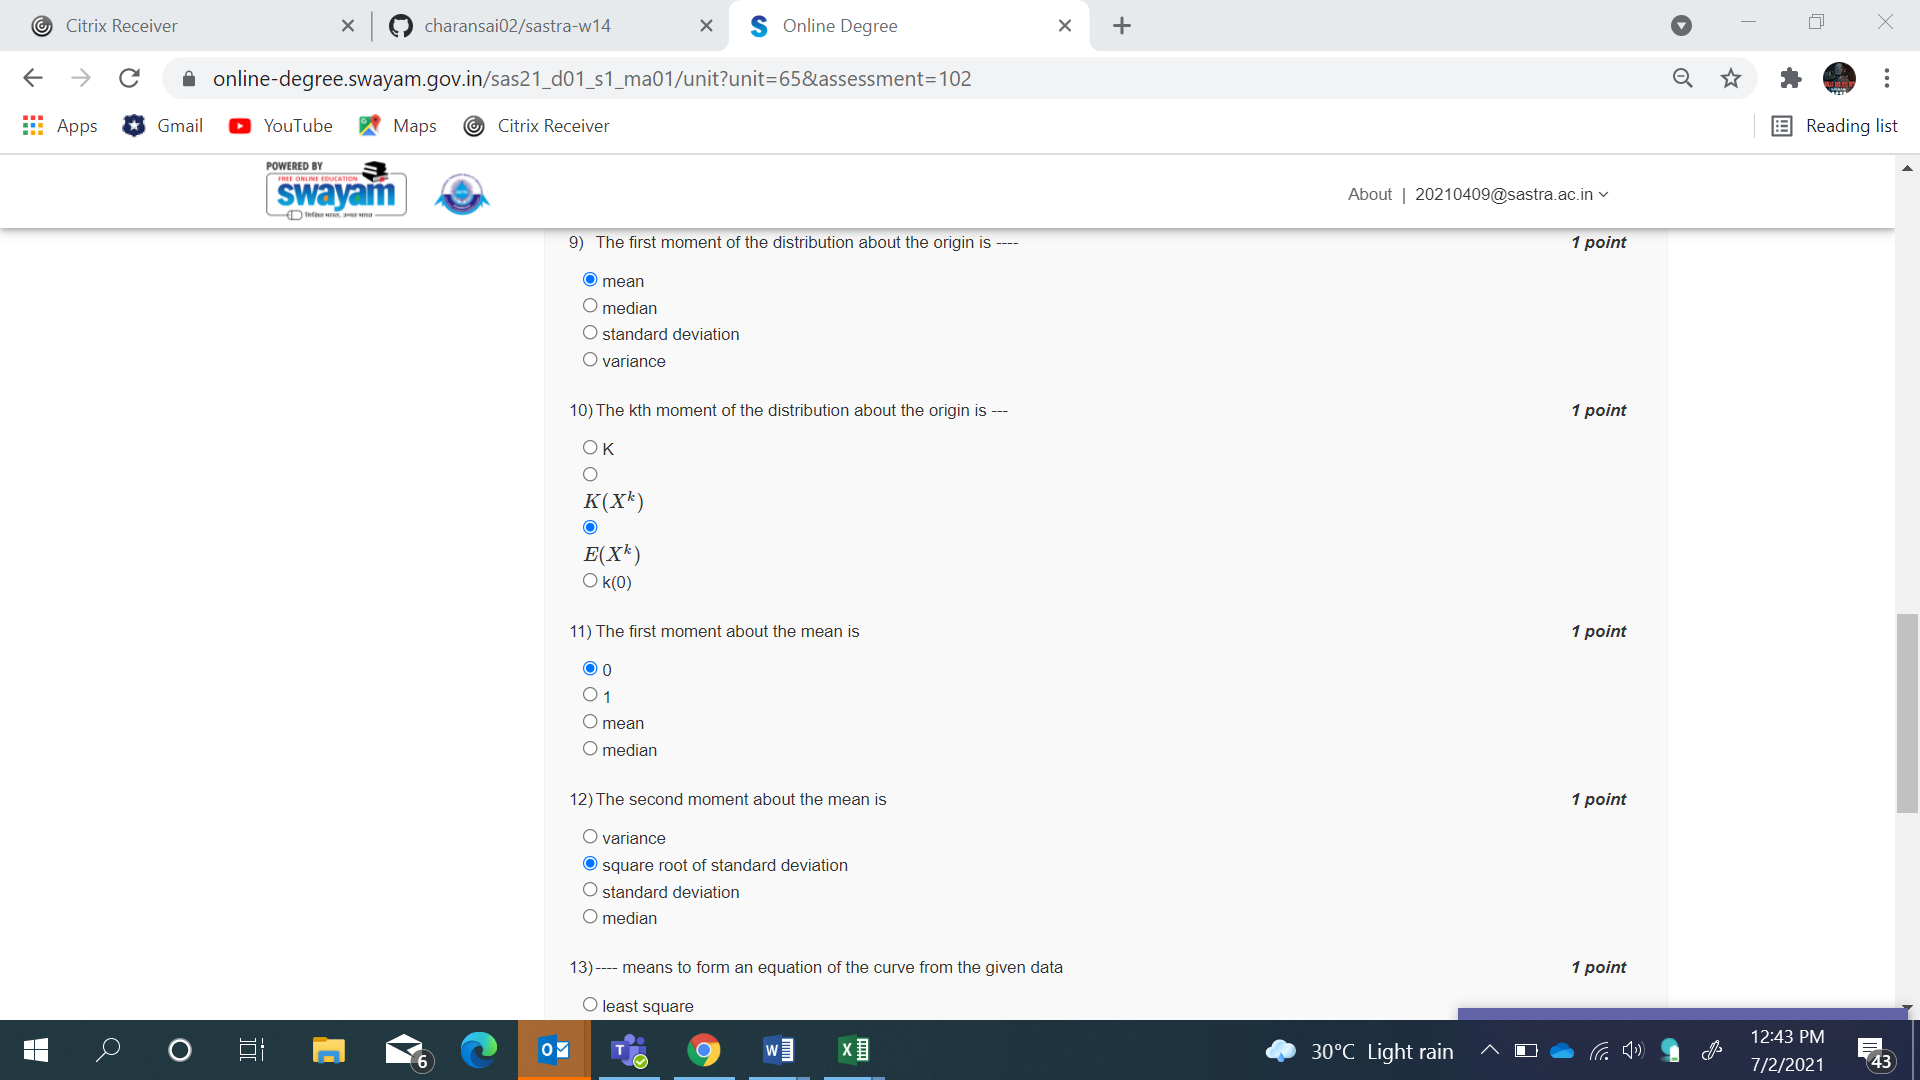 Citrix Receiver
charansai02/sastra-w14
Online Degree
online-degree.swayam.gov.in/sas21_d01_s1_ma01/unit?unit=65&assessment=102
Apps
Gmail
YouTube
Maps
Citrix Receiver
Reading list
POWERED BY
FREE ONLINE EDUCATION
swayam
About | 20210409@sastra.ac.in
9) The first moment of the distribution about the origin is ----
1 point
mean
median
standard deviation
variance
10) The kth moment of the distribution about the origin is ---
1 point
K
K(X^k)
E(X^k)
k(0)
11) The first moment about the mean is
1 point
0
1
mean
median
12) The second moment about the mean is
1 point
variance
square root of standard deviation
standard deviation
median
13) ---- means to form an equation of the curve from the given data
1 point
least square
6
30°C Light rain
12:43 PM
7/2/2021
43